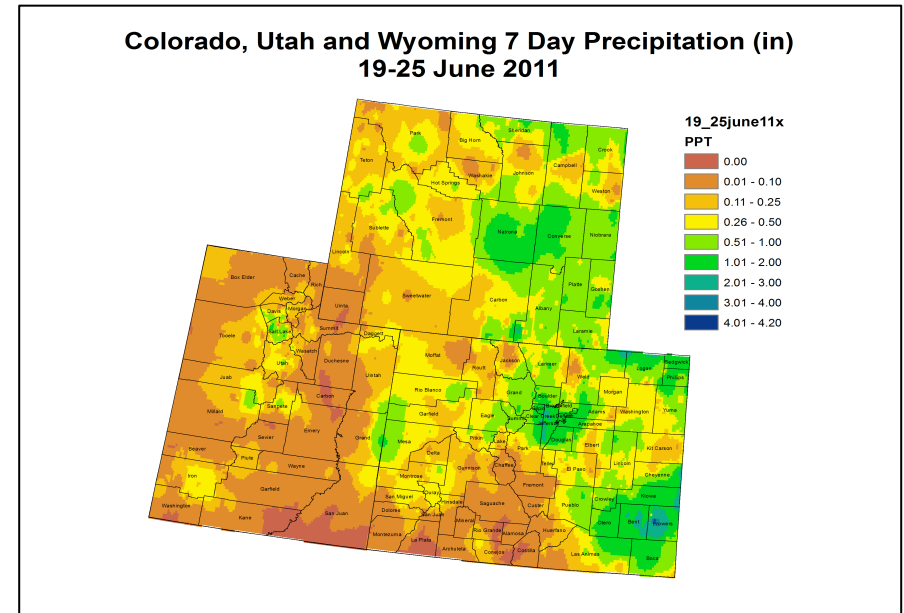 Colorado, Utah and Wyoming 7 Day Precipitation (in)
19-25 June 2011
19_25june11x
PPT
0.00
0.01 - 0.10
0.11 - 0.25
0.26 - 0.50
0.51 - 1.00
1.01 - 2.00
2.01 - 3.00
3.01 - 4.00
4.01 - 4.20
Park
Big Horn
Sheridan
Crook
Teton
Washakie
Johnson
Campbell
Weston
Hot Springs
Fremont
Sublette
Natrona
Converse
Niobrara
Lincoln
Sweetwater
Carbon
Albany
Platte
Goshen
Laramie
Uinta
Box Elder
Cache
Rich
Weber
Davis
Morgan
Summit
Daggett
Salt Lake
Tooele
Wasatch
Utah
Duchesne
Uintah
Juab
Carbon
Millard
Sanpete
Sevier
Emery
Grand
Beaver
Piute
Wayne
Iron
Garfield
Washington
Kane
San Juan
Moffat
Routt
Jackson
Larimer
Weld
Logan
Sedgwick
Phillips
Rio Blanco
Grand
Boulder
Morgan
Garfield
Eagle
Summit
Clear Creek
Adams
Washington
Yuma
Arapahoe
Mesa
Pitkin
Lake
Park
Douglas
Elbert
Kit Carson
Delta
Gunnison
Chaffee
Teller
El Paso
Lincoln
Cheyenne
Montrose
Fremont
San Miguel
Ouray
Hinsdale
Saguache
Custer
Pueblo
Crowley
Kiowa
Dolores
San Juan
Mineral
Rio Grande
Alamosa
Huerfano
Otero
Bent
Prowers
Montezuma
La Plata
Archuleta
Conejos
Costilla
Las Animas
Baca